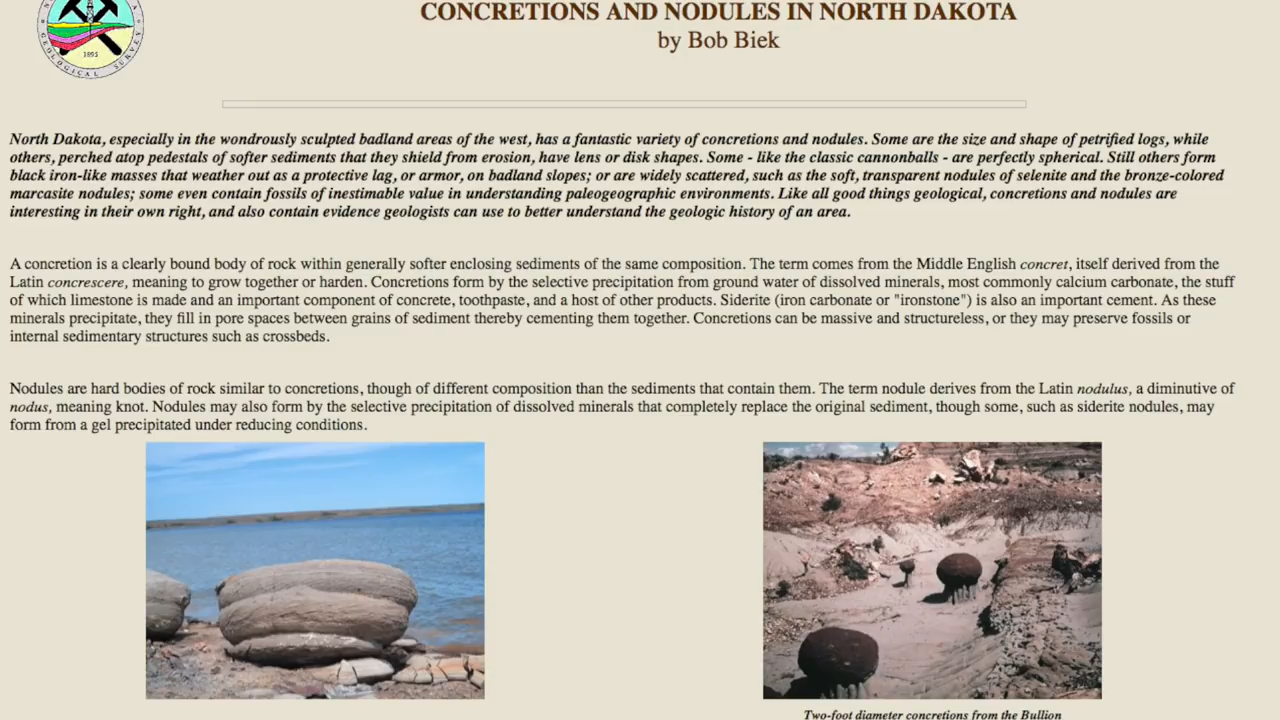 CONCRETIONS AND NODULES IN NORTH DAKOTA
by Bob Biek
GEOLOGICAL SURVEY
1895
North Dakota, especially in the wondrously sculpted badland areas of the west, has a fantastic variety of concretions and nodules. Some are the size and shape of petrified logs, while
others, perched atop pedestals of softer sediments that they shield from erosion, have lens or disk shapes. Some - like the classic cannonballs - are perfectly spherical. Still others form
black iron-like masses that weather out as a protective lag, or armor, on badland slopes; or are widely scattered, such as the soft, transparent nodules of selenite and the bronze-colored
marcasite nodules; some even contain fossils of inestimable value in understanding paleogeographic environments. Like all good things geological, concretions and nodules are
interesting in their own right, and also contain evidence geologists can use to better understand the geologic history of an area.
A concretion is a clearly bound body of rock within generally softer enclosing sediments of the same composition. The term comes from the Middle English concret, itself derived from the
Latin concrescere, meaning to grow together or harden. Concretions form by the selective precipitation from ground water of dissolved minerals, most commonly calcium carbonate, the stuff
of which limestone is made and an important component of concrete, toothpaste, and a host of other products. Siderite (iron carbonate or "ironstone") is also an important cement. As these
minerals precipitate, they fill in pore spaces between grains of sediment thereby cementing them together. Concretions can be massive and structureless, or they may preserve fossils or
internal sedimentary structures such as crossbeds.
Nodules are hard bodies of rock similar to concretions, though of different composition than the sediments that contain them. The term nodule derives from the Latin nodulus, a diminutive of
nodus, meaning knot. Nodules may also form by the selective precipitation of dissolved minerals that completely replace the original sediment, though some, such as siderite nodules, may
form from a gel precipitated under reducing conditions.
Two-foot diameter concretions from the Bullion